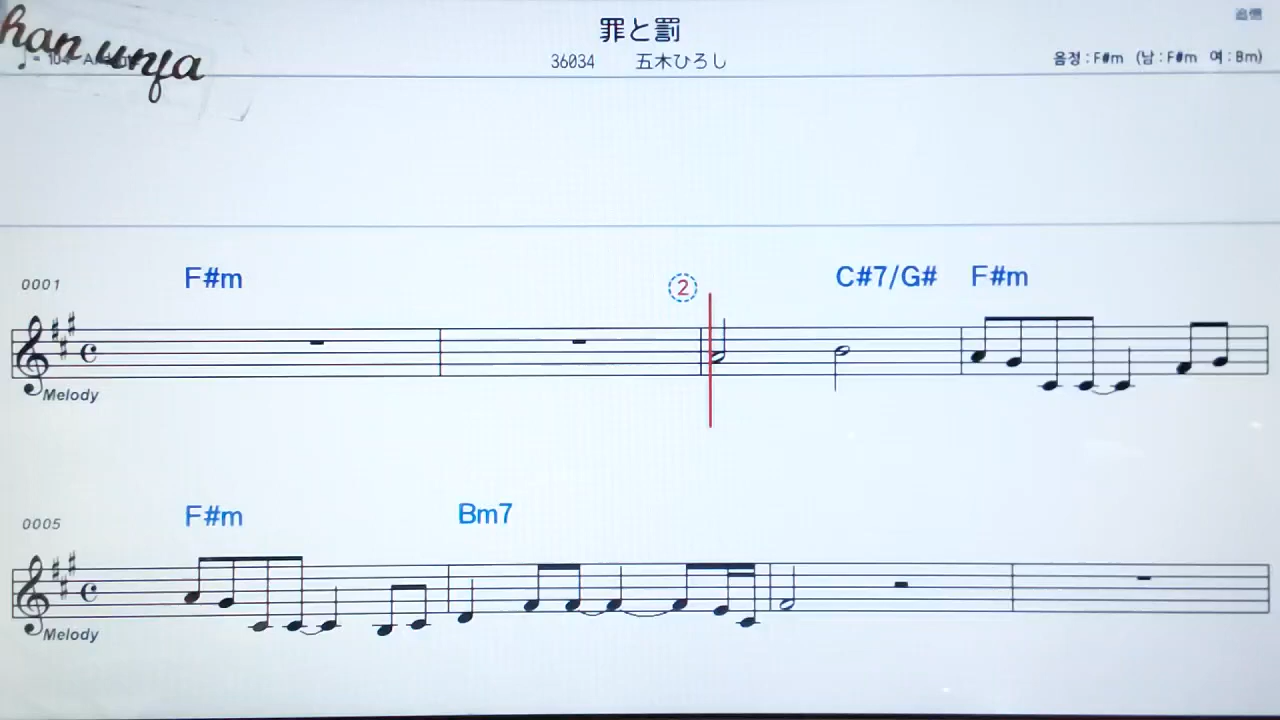 罪と罰
36034 五木ひろし
음정 : F#m (남 : F#m 여 : Bm)
han unja
F#m ② C#7/G# F#m
0001
Melody
F#m Bm7
0005
Melody